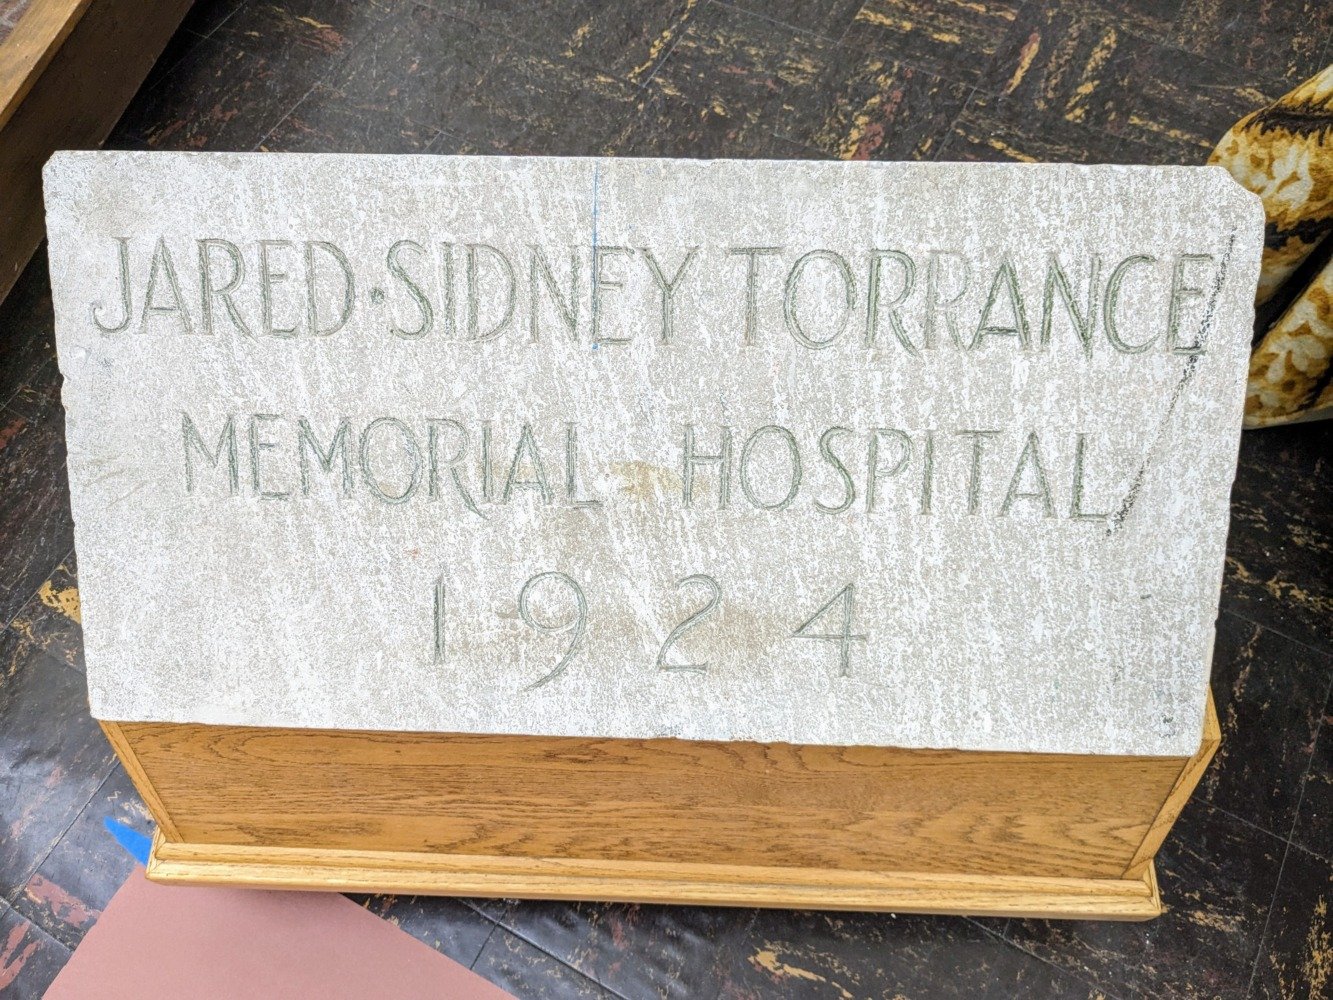 JARED·SIDNEY TORRANCE
MEMORIAL HOSPITAL
1924